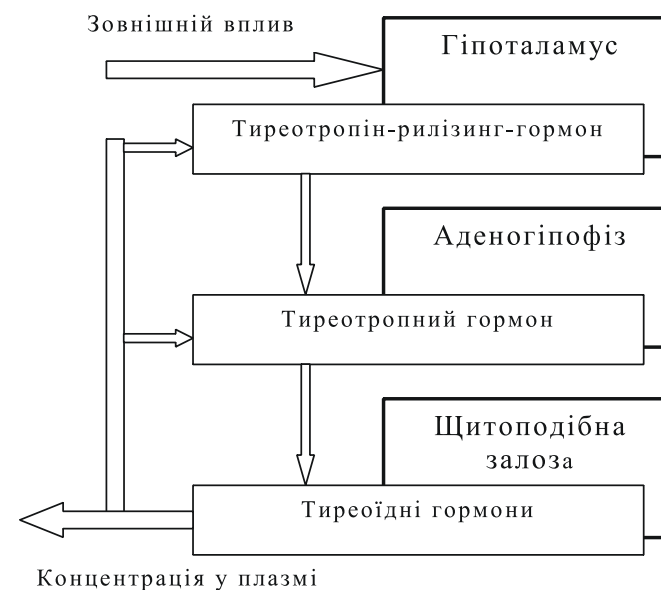 Зовнішній вплив
Гіпоталамус
Тиреотропін-рилізинг-гормон
Аденогіпофіз
Тиреотропний гормон
Щитоподібна
залоза
Тиреоїдні гормони
Концентрація у плазмі